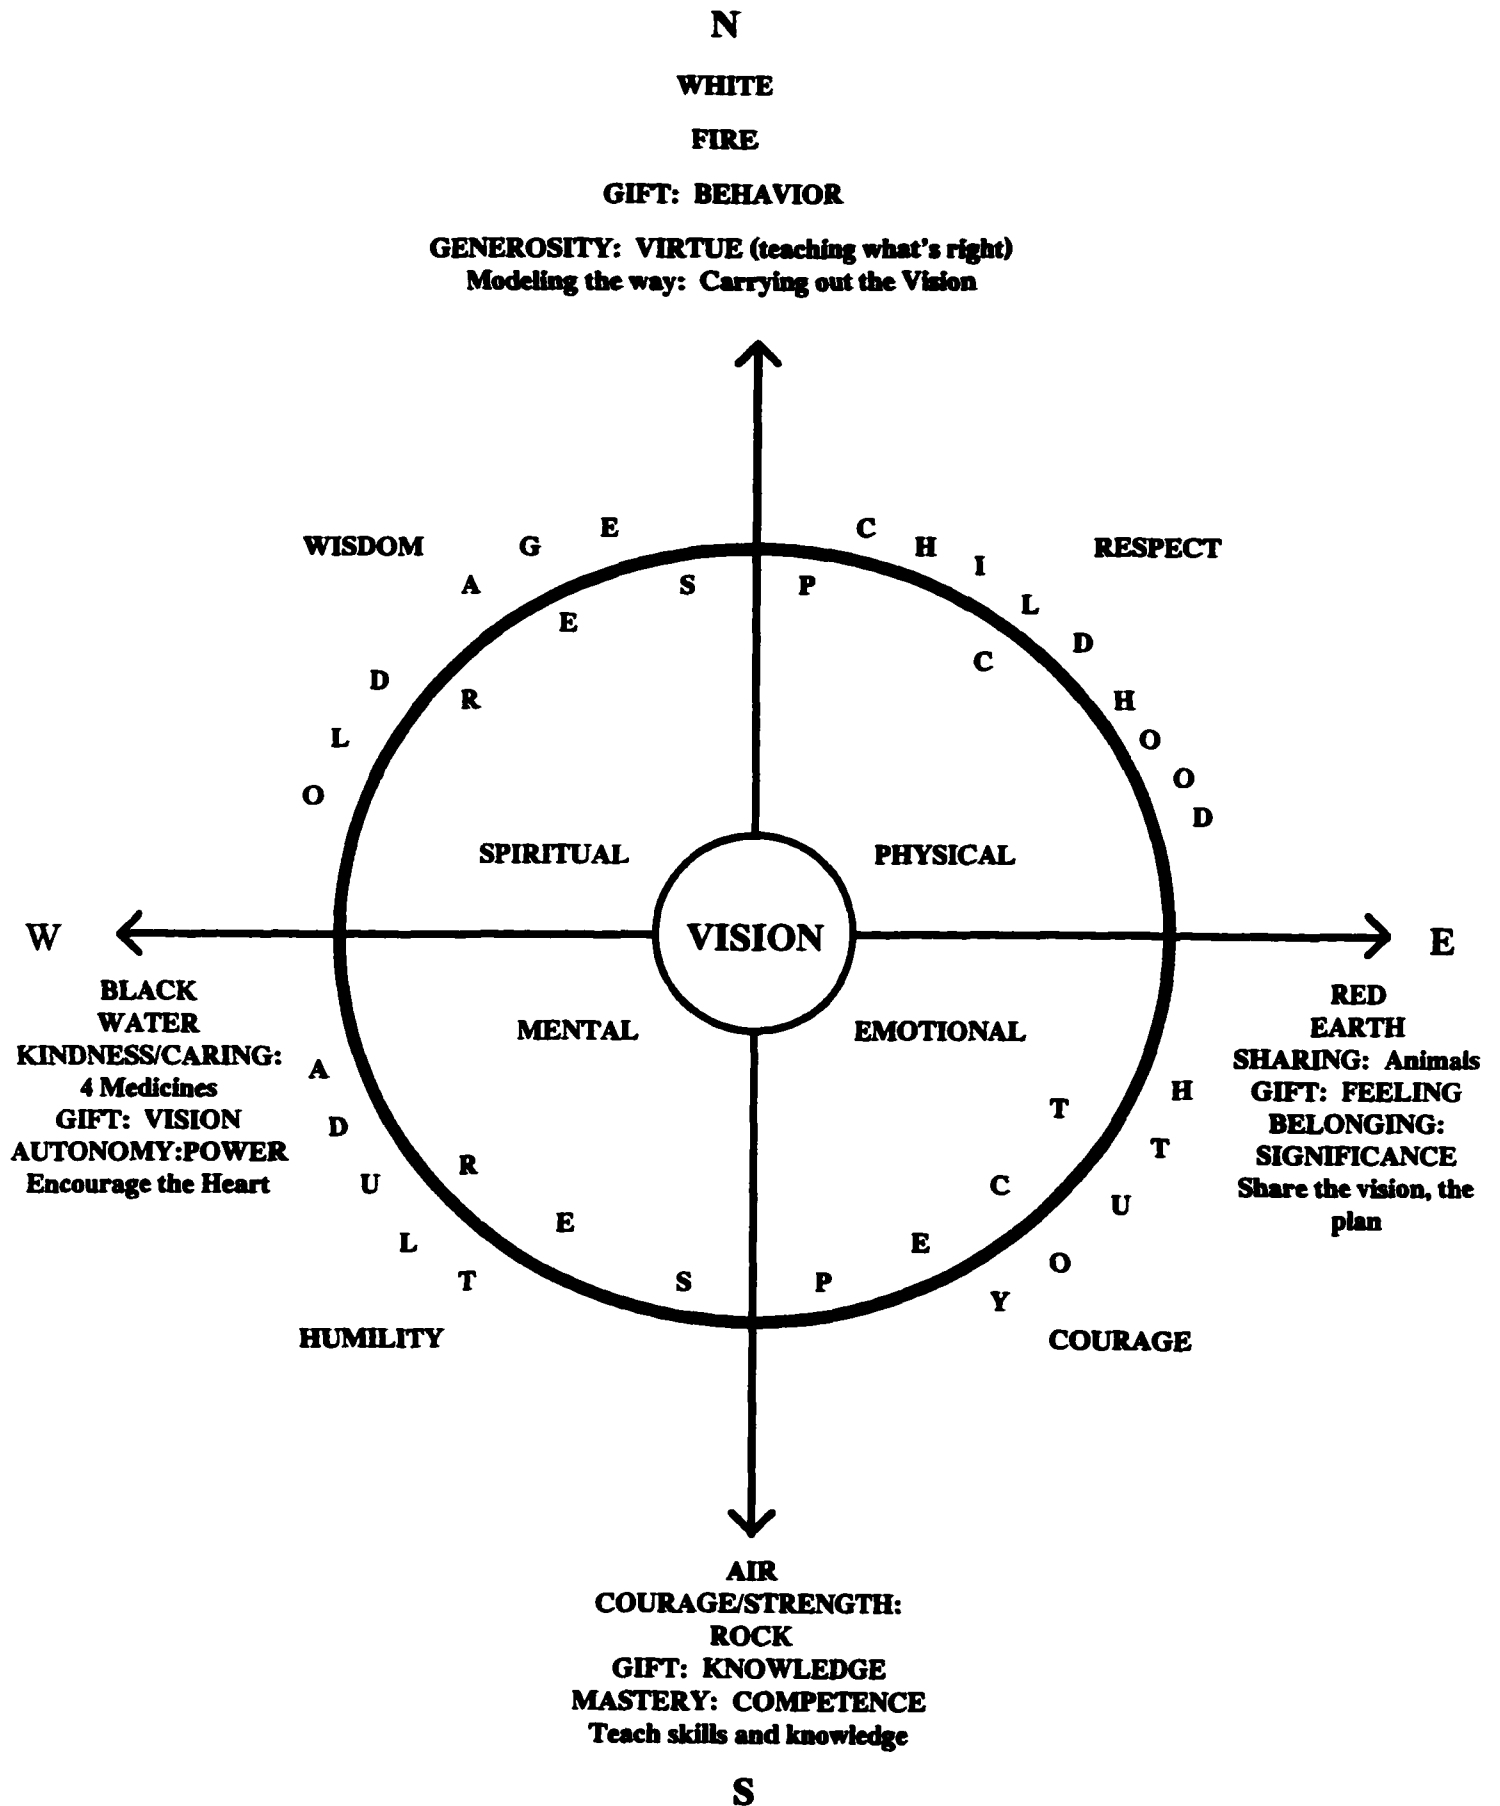 N
WHITE
FIRE
GIFT: BEHAVIOR
GENEROSITY: VIRTUE (teaching what's right)
Modeling the way: Carrying out the Vision
WISDOM
OLD AGE
CHILDHOOD
RESPECT
RES P C
SPIRITUAL
PHYSICAL
W
VISION
E
MENTAL
EMOTIONAL
BLACK
WATER
KINDNESS/CARING:
4 Medicines
GIFT: VISION
AUTONOMY:POWER
Encourage the Heart
RED
EARTH
SHARING: Animals
GIFT: FEELING
BELONGING:
SIGNIFICANCE
Share the vision, the
plan
ADULT
RESPECT
YOUTH
HUMILITY
COURAGE
AIR
COURAGE/STRENGTH:
ROCK
GIFT: KNOWLEDGE
MASTERY: COMPETENCE
Teach skills and knowledge
S